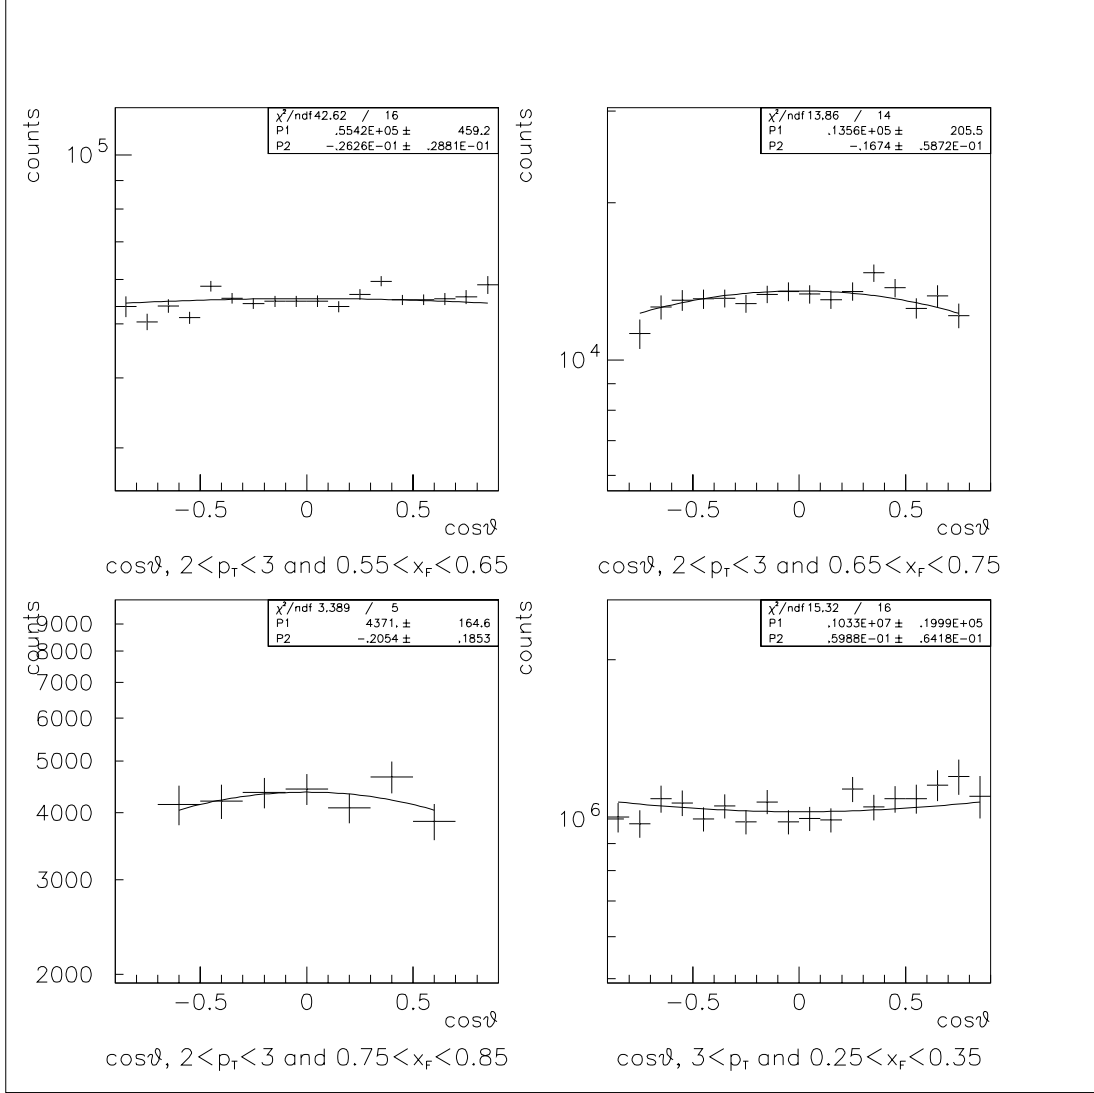 counts
χ²/ndf 42.62 / 16
P1 .5542E+05 ± 459.2
P2 -.2626E-01 ± .2881E-01
10⁵
-0.5 0 0.5
cosϑ
cosϑ, 2<p_T<3 and 0.55<x_F<0.65
counts
χ²/ndf 13.86 / 14
P1 .1356E+05 ± 205.5
P2 -.1674 ± .5872E-01
10⁴
-0.5 0 0.5
cosϑ
cosϑ, 2<p_T<3 and 0.65<x_F<0.75
counts
χ²/ndf 3.389 / 5
P1 4371. ± 164.6
P2 -.2054 ± .1853
9000
8000
7000
6000
5000
4000
3000
2000
-0.5 0 0.5
cosϑ
cosϑ, 2<p_T<3 and 0.75<x_F<0.85
counts
χ²/ndf 15.32 / 16
P1 .1033E+07 ± .1999E+05
P2 .5988E-01 ± .6418E-01
10⁶
-0.5 0 0.5
cosϑ
cosϑ, 3<p_T and 0.25<x_F<0.35